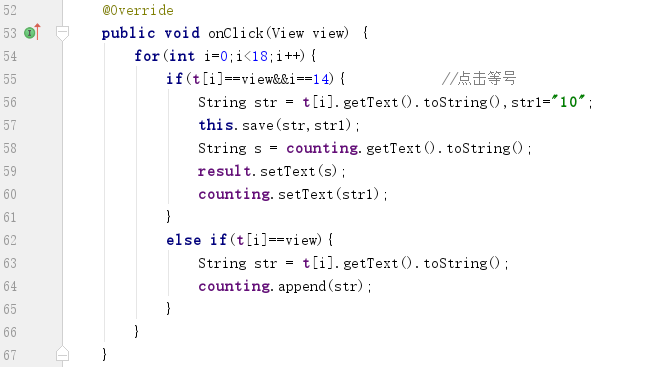 52 @Override
53 public void onClick(View view) {
54 for(int i=0;i<18;i++){
55 if(t[i]==view&&i==14){ //点击等号
56 String str = t[i].getText().toString(),str1="10";
57 this.save(str,str1);
58 String s = counting.getText().toString();
59 result.setText(s);
60 counting.setText(str1);
61 }
62 else if(t[i]==view){
63 String str = t[i].getText().toString();
64 counting.append(str);
65 }
66 }
67 }